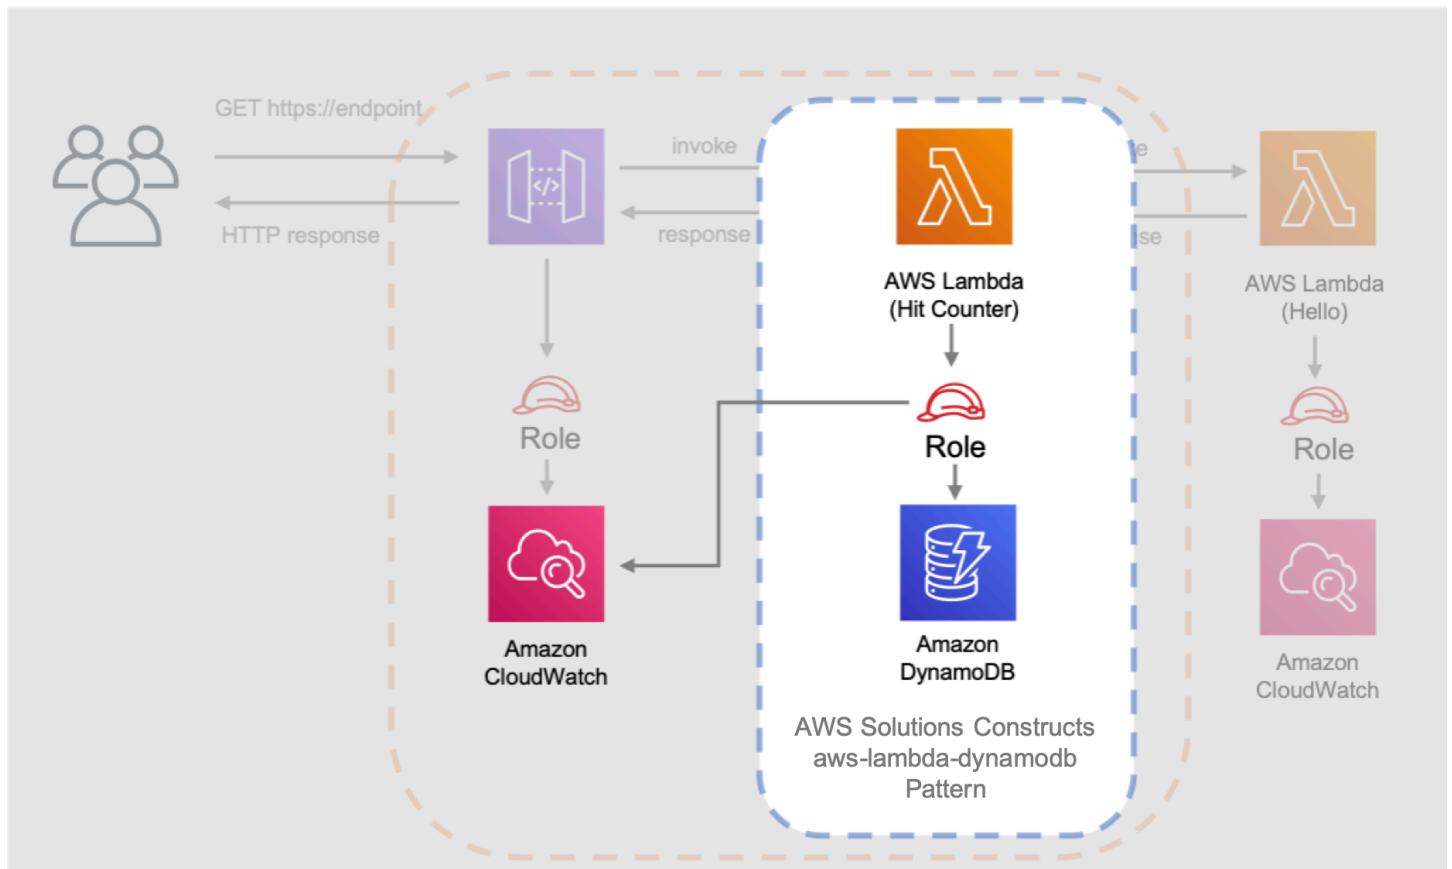 GET https://endpoint
HTTP response
invoke
response
AWS Lambda
(Hit Counter)
AWS Lambda
(Hello)
Role
Role
Role
Amazon
CloudWatch
Amazon
DynamoDB
Amazon
CloudWatch
AWS Solutions Constructs
aws-lambda-dynamodb
Pattern